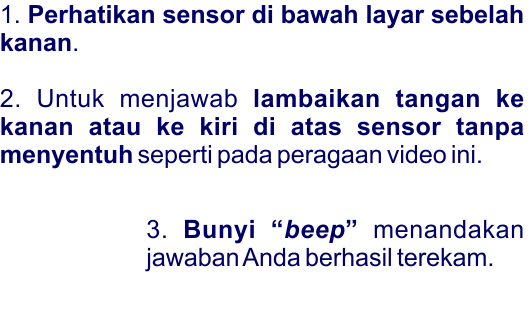 1. Perhatikan sensor di bawah layar sebelah
kanan.
2. Untuk menjawab lambaikan tangan ke
kanan atau ke kiri di atas sensor tanpa
menyentuh seperti pada peragaan video ini.
3. Bunyi “beep” menandakan
jawaban Anda berhasil terekam.